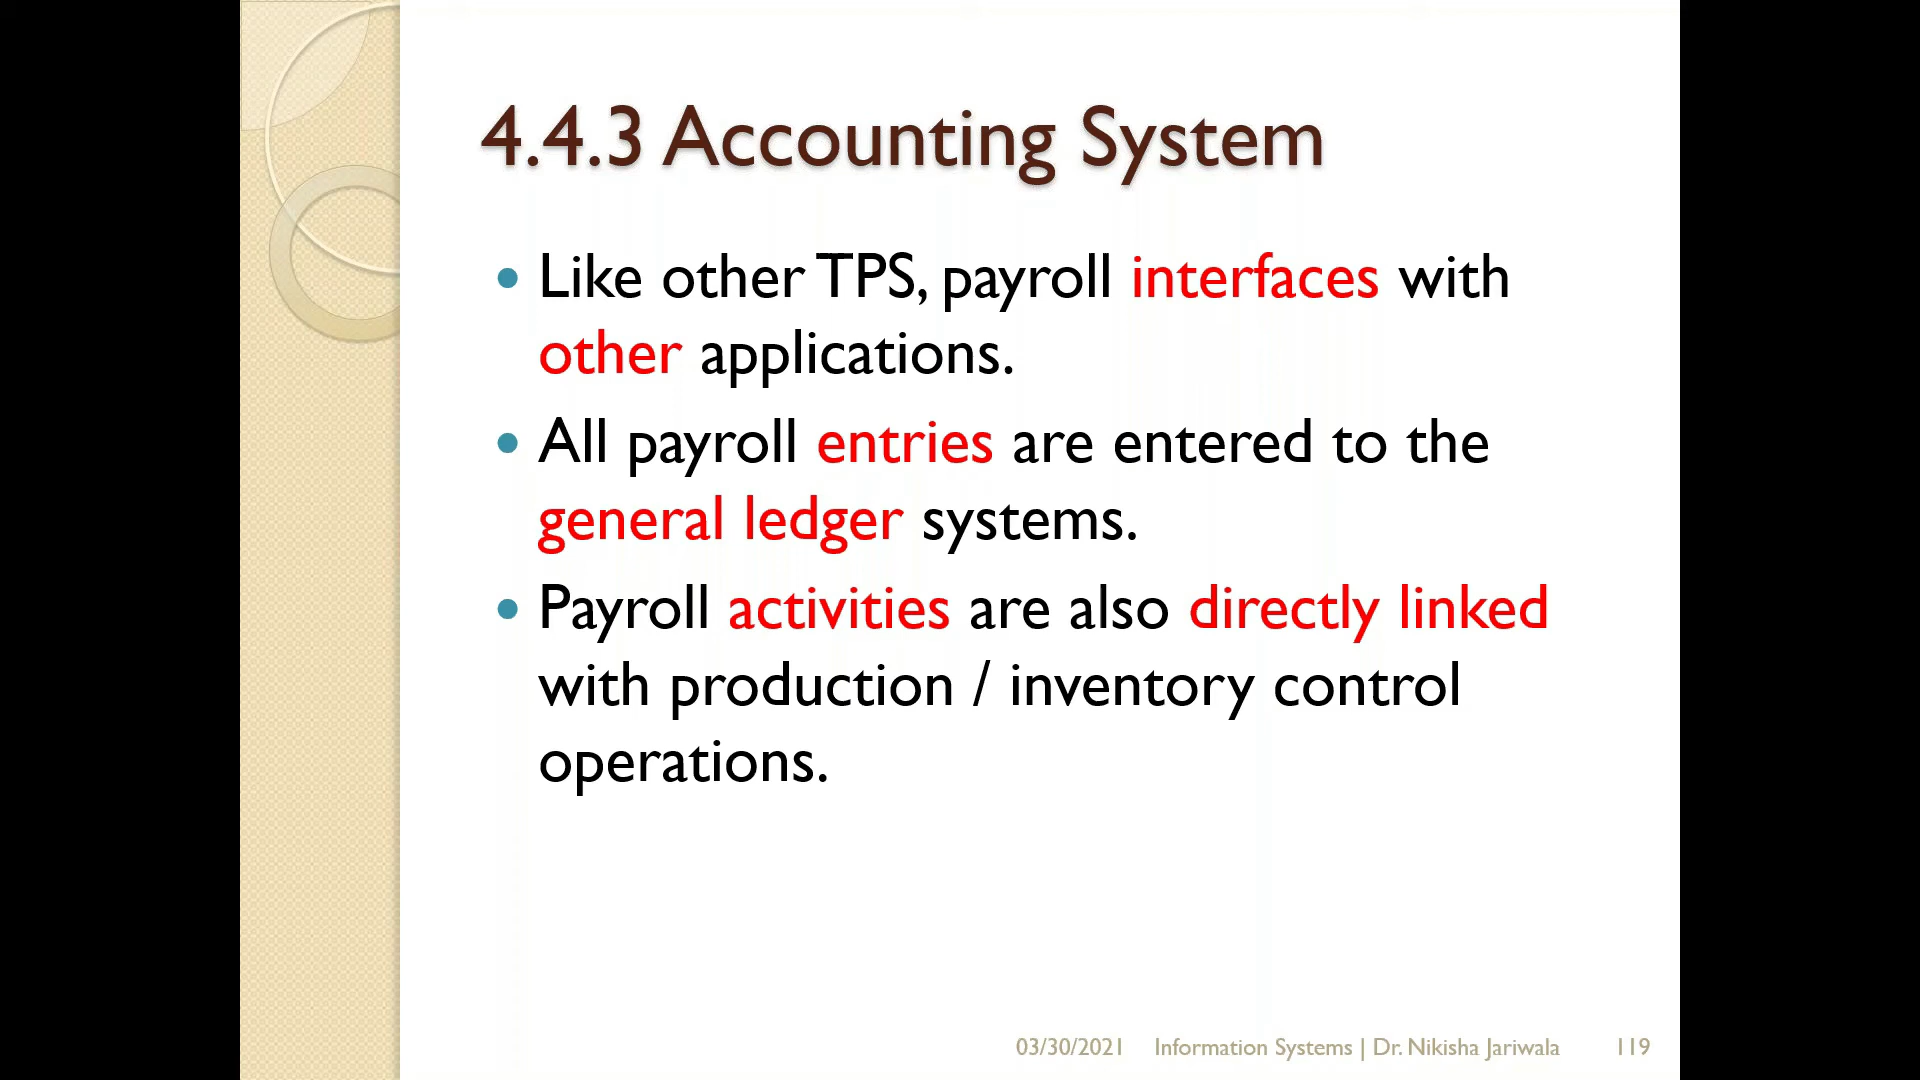 4.4.3 Accounting System
• Like other TPS, payroll interfaces with
other applications.
• All payroll entries are entered to the
general ledger systems.
• Payroll activities are also directly linked
with production / inventory control
operations.
03/30/2021 Information Systems | Dr. Nikisha Jariwala 119